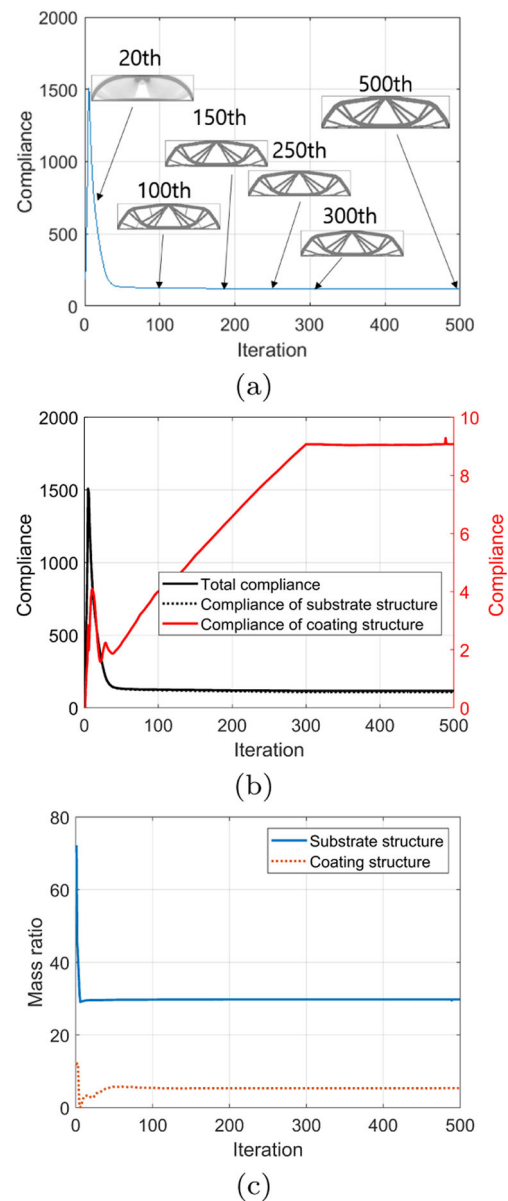 2000
1500
1000
500
0
Compliance
20th
150th
500th
250th
100th
300th
0 100 200 300 400 500
Iteration
(a)
2000
1500
1000
500
0
Compliance
10
8
6
4
2
0
Compliance
Total compliance
Compliance of substrate structure
Compliance of coating structure
0 100 200 300 400 500
Iteration
(b)
80
60
40
20
0
Mass ratio
Substrate structure
Coating structure
0 100 200 300 400 500
Iteration
(c)